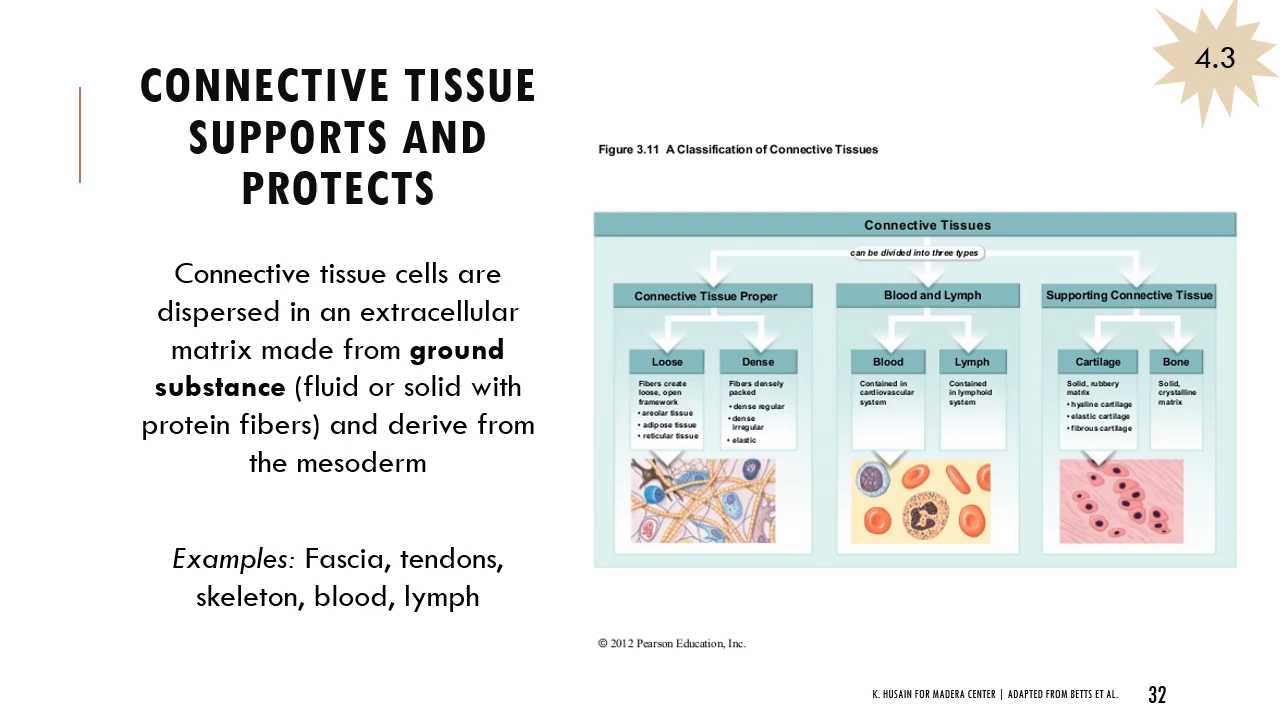 4.3
CONNECTIVE TISSUE
SUPPORTS AND
PROTECTS
Connective tissue cells are
dispersed in an extracellular
matrix made from ground
substance (fluid or solid with
protein fibers) and derive from
the mesoderm
Examples: Fascia, tendons,
skeleton, blood, lymph
Figure 3.11 A Classification of Connective Tissues
Connective Tissues
can be divided into three types
Connective Tissue Proper
Loose
Fibers create
loose, open
framework
• areolar tissue
• adipose tissue
• reticular tissue
Dense
Fibers densely
packed
• dense regular
• dense
irregular
• elastic
Blood and Lymph
Blood
Contained in
cardiovascular
system
Lymph
Contained
in lymphoid
system
Supporting Connective Tissue
Cartilage
Solid, rubbery
matrix
• hyaline cartilage
• elastic cartilage
• fibrous cartilage
Bone
Solid,
crystalline
matrix
© 2012 Pearson Education, Inc.
K. HUSAIN FOR MADERA CENTER | ADAPTED FROM BETTS ET AL.
32